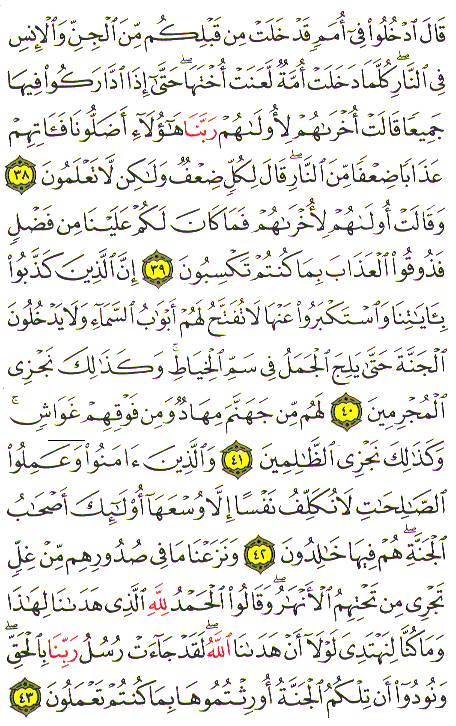 قَالَ ٱدْخُلُوا۟ فِىٓ أُمَمٍ قَدْ خَلَتْ مِن قَبْلِكُم مِّنَ ٱلْجِنِّ وَٱلْإِنسِ
فِى ٱلنَّارِ ۖ كُلَّمَا دَخَلَتْ أُمَّةٌ لَّعَنَتْ أُخْتَهَا ۖ حَتَّىٰٓ إِذَا ٱدَّارَكُوا۟ فِيهَا
جَمِيعًا قَالَتْ أُخْرَىٰهُمْ لِأُولَىٰهُمْ رَبَّنَا هَٰٓؤُلَآءِ أَضَلُّونَا فَـَٔاتِهِمْ
عَذَابًا ضِعْفًا مِّنَ ٱلنَّارِ ۖ قَالَ لِكُلٍّ ضِعْفٌ وَلَٰكِن لَّا تَعْلَمُونَ ٣٨
وَقَالَتْ أُولَىٰهُمْ لِأُخْرَىٰهُمْ فَمَا كَانَ لَكُمْ عَلَيْنَا مِن فَضْلٍ
فَذُوقُوا۟ ٱلْعَذَابَ بِمَا كُنتُمْ تَكْسِبُونَ ٣٩ إِنَّ ٱلَّذِينَ كَذَّبُوا۟
بِـَٔايَٰتِنَا وَٱسْتَكْبَرُوا۟ عَنْهَا لَا تُفَتَّحُ لَهُمْ أَبْوَٰبُ ٱلسَّمَآءِ وَلَا يَدْخُلُونَ
ٱلْجَنَّةَ حَتَّىٰ يَلِجَ ٱلْجَمَلُ فِى سَمِّ ٱلْخِيَاطِ ۚ وَكَذَٰلِكَ نَجْزِى
ٱلْمُجْرِمِينَ ٤٠ لَهُم مِّن جَهَنَّمَ مِهَادٌ وَمِن فَوْقِهِمْ غَوَاشٍ ۚ
وَكَذَٰلِكَ نَجْزِى ٱلظَّٰلِمِينَ ٤١ وَٱلَّذِينَ ءَامَنُوا۟ وَعَمِلُوا۟
ٱلصَّٰلِحَٰتِ لَا نُكَلِّفُ نَفْسًا إِلَّا وُسْعَهَآ أُو۟لَٰٓئِكَ أَصْحَٰبُ
ٱلْجَنَّةِ ۖ هُمْ فِيهَا خَٰلِدُونَ ٤٢ وَنَزَعْنَا مَا فِى صُدُورِهِم مِّنْ غِلٍّ
تَجْرِى مِن تَحْتِهِمُ ٱلْأَنْهَٰرُ ۖ وَقَالُوا۟ ٱلْحَمْدُ لِلَّهِ ٱلَّذِى هَدَىٰنَا لِهَٰذَا
وَمَا كُنَّا لِنَهْتَدِىَ لَوْلَآ أَنْ هَدَىٰنَا ٱللَّهُ ۖ لَقَدْ جَآءَتْ رُسُلُ رَبِّنَا بِٱلْحَقِّ ۖ
وَنُودُوٓا۟ أَن تِلْكُمُ ٱلْجَنَّةُ أُورِثْتُمُوهَا بِمَا كُنتُمْ تَعْمَلُونَ ٤٣